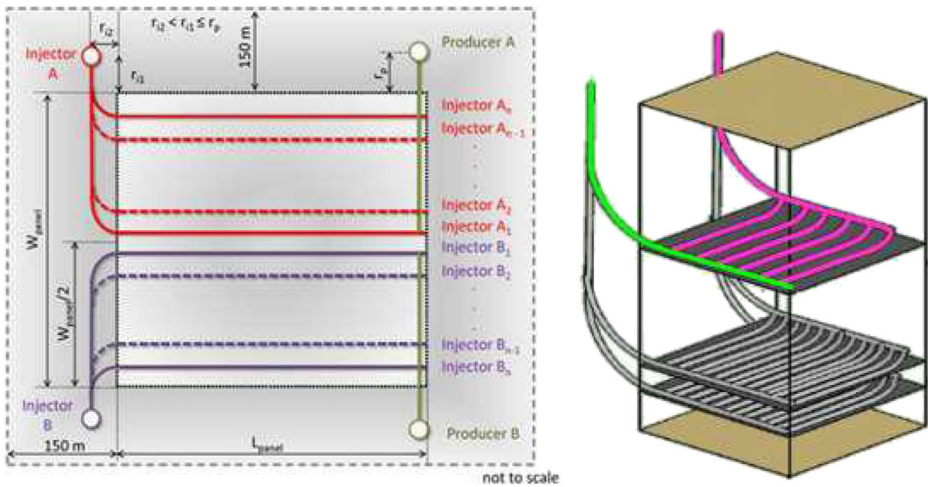 r_i2
r_i2 < r_i1 ≤ r_p
150 m
Producer A
Injector
A
r_i1
r_p
Injector A_n
Injector A_n-1
W_panel
Injector A_2
Injector A_1
Injector B_1
W_panel/2
Injector B_2
Injector B_n-1
Injector B_n
Injector
B
Producer B
150 m
L_panel
not to scale